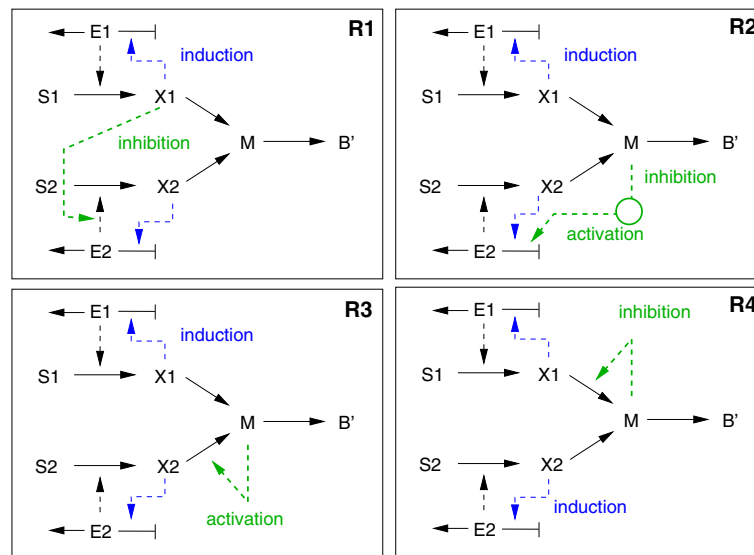 R1
E1
induction
S1
X1
inhibition
M
B'
S2
X2
E2
R2
E1
induction
S1
X1
M
B'
inhibition
S2
X2
activation
E2
R3
E1
induction
S1
X1
M
B'
S2
X2
activation
E2
R4
inhibition
E1
induction
S1
X1
M
B'
S2
X2
induction
E2